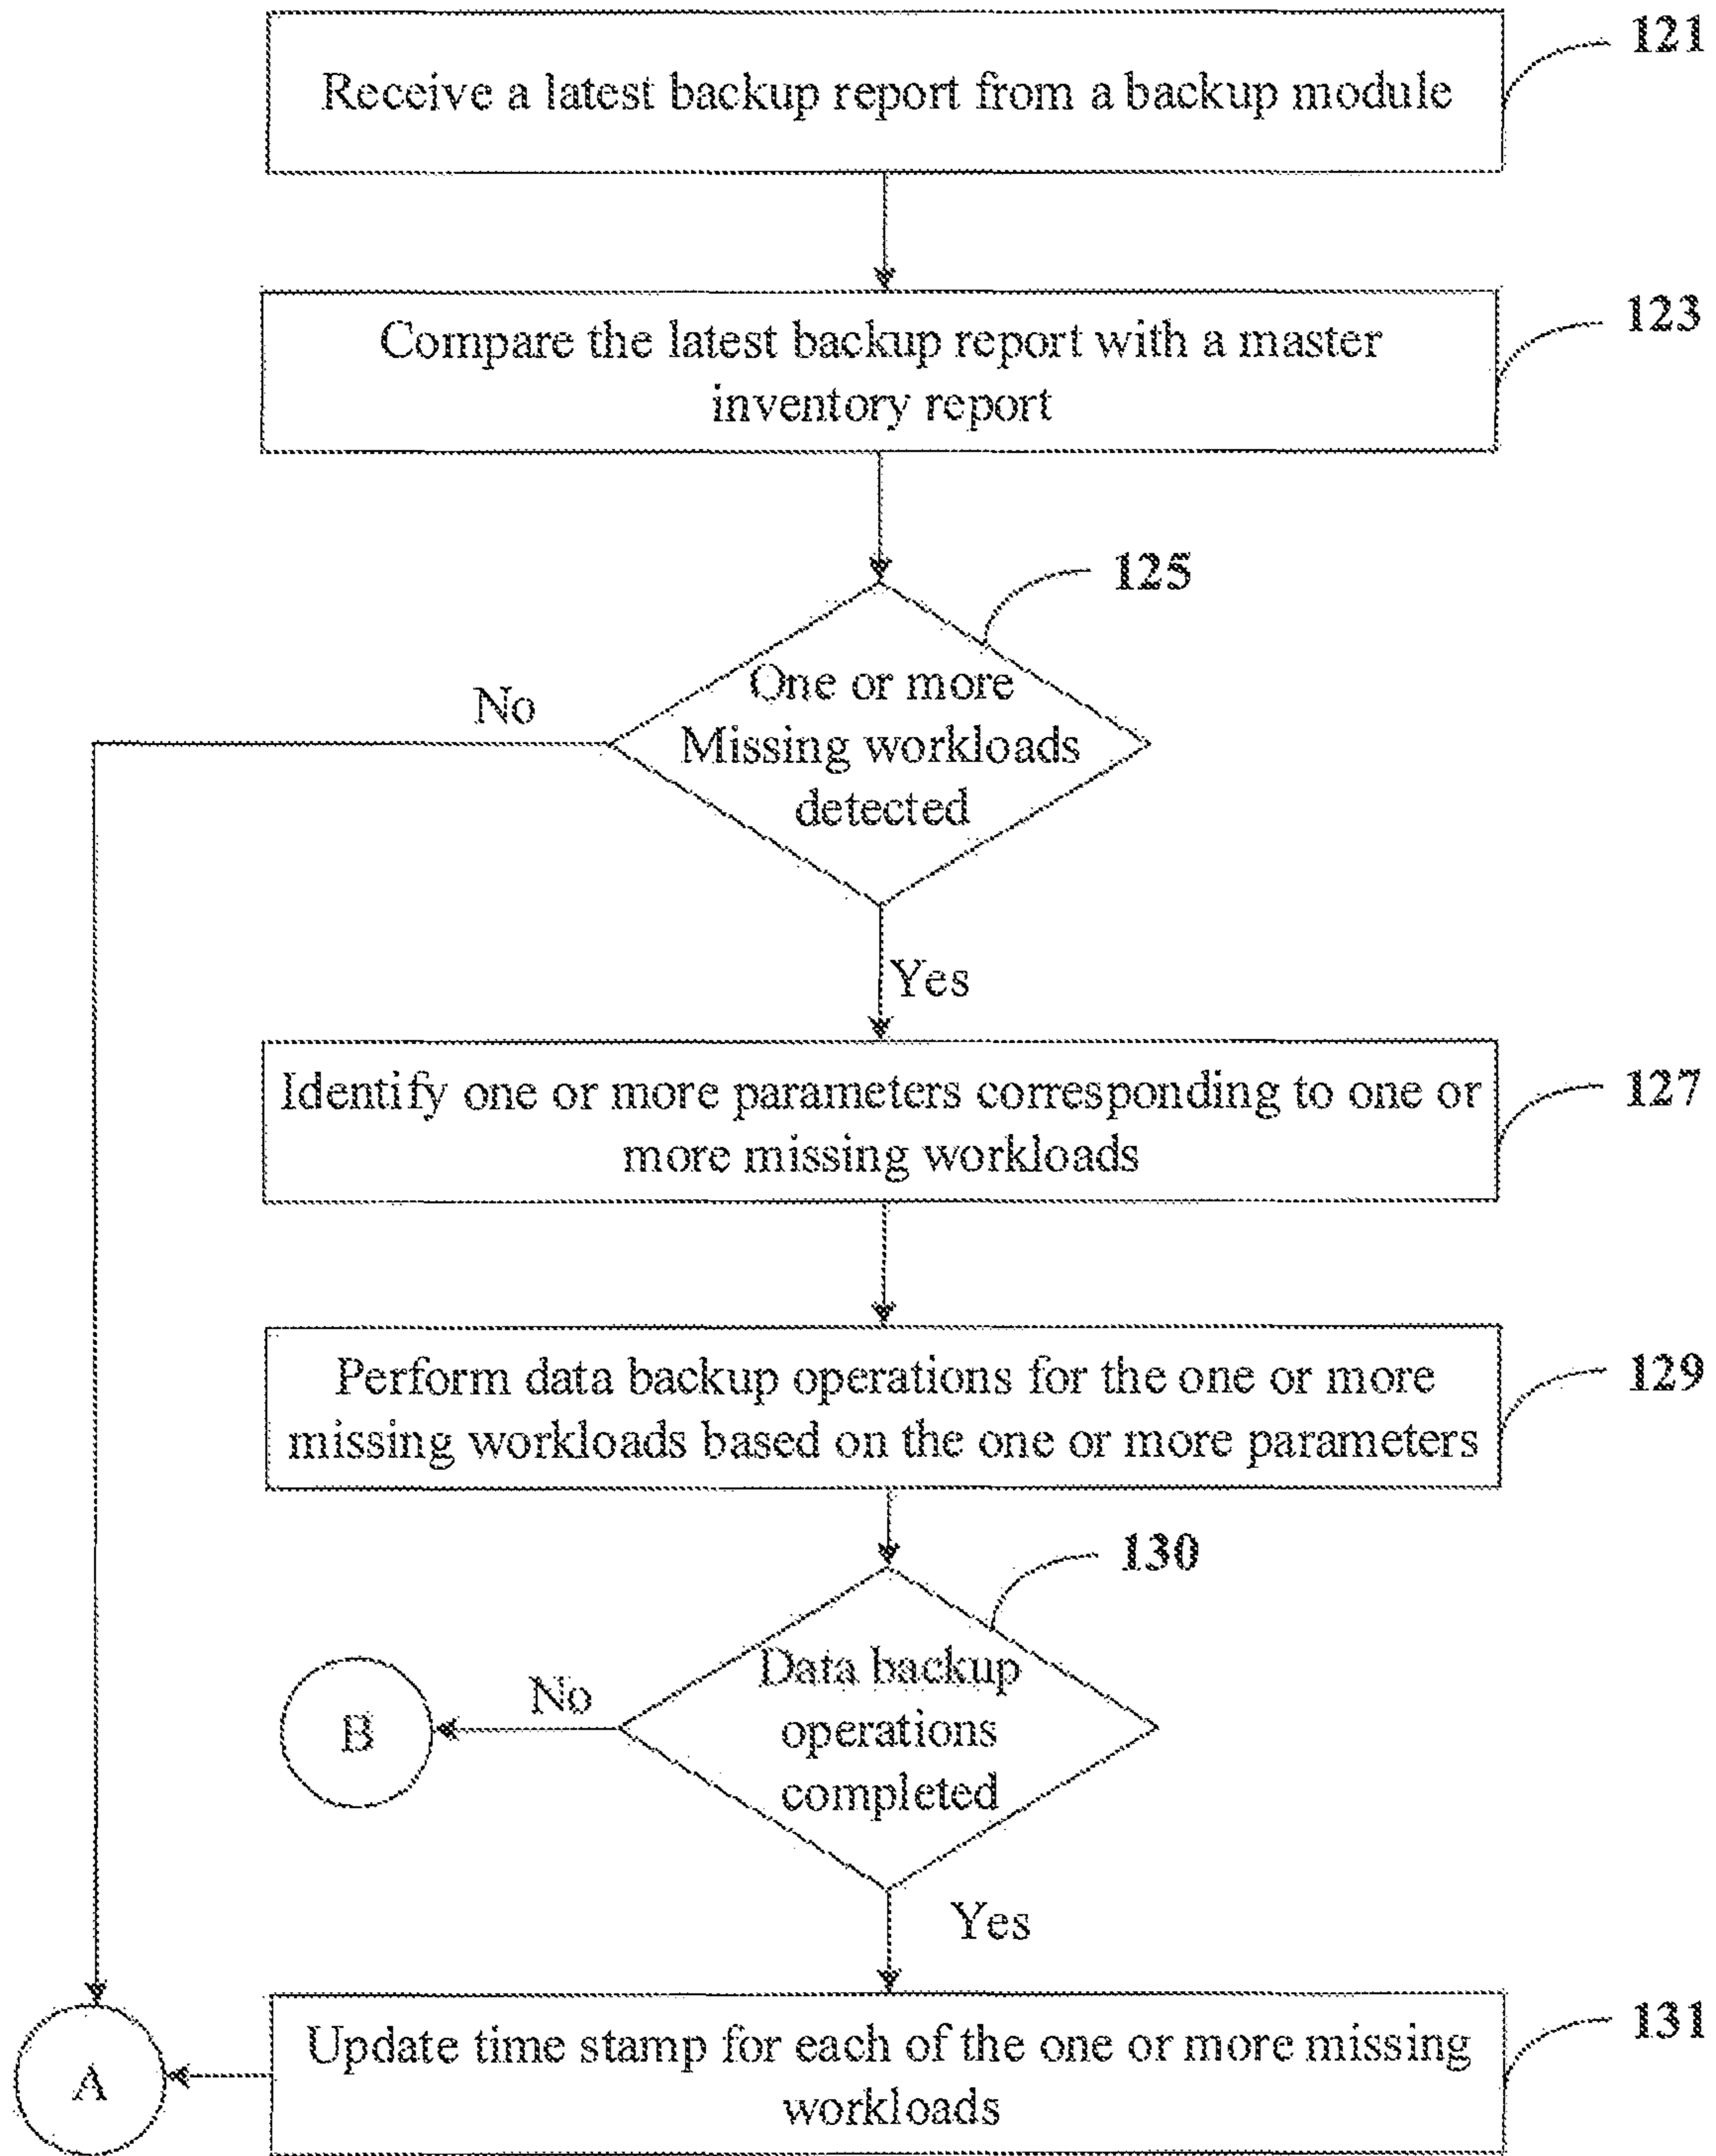 121
Receive a latest backup report from a backup module
123
Compare the latest backup report with a master
inventory report
125
One or more
Missing workloads
detected
No
Yes
127
Identify one or more parameters corresponding to one or
more missing workloads
129
Perform data backup operations for the one or more
missing workloads based on the one or more parameters
130
Data backup
operations
completed
No
B
Yes
131
Update time stamp for each of the one or more missing
workloads
A